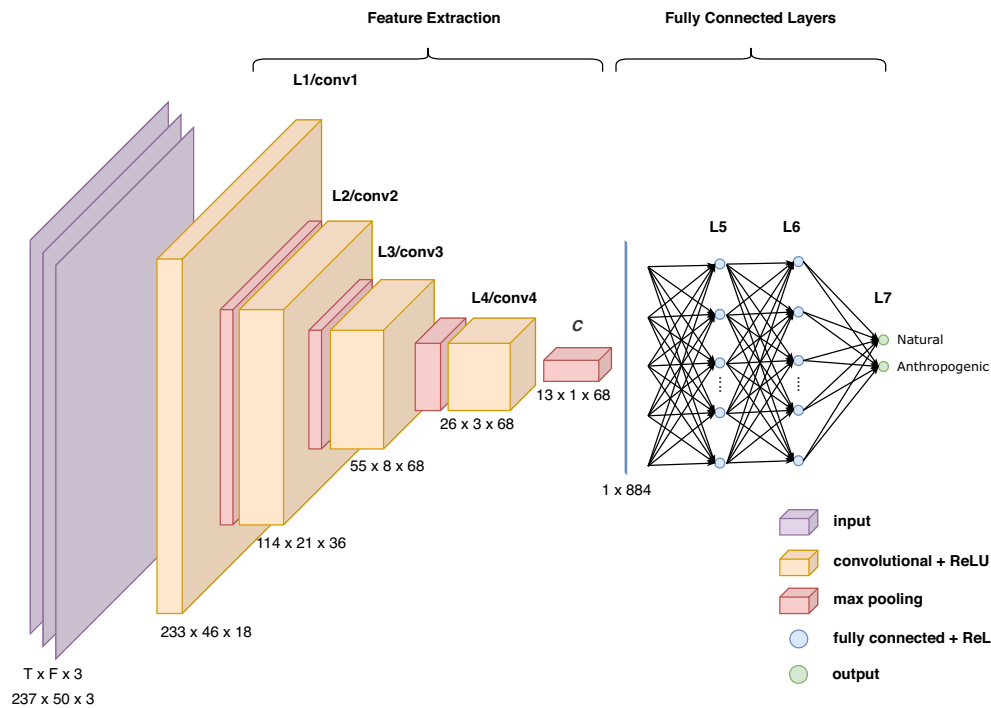 Feature Extraction
Fully Connected Layers
L1/conv1
L2/conv2
L3/conv3
L4/conv4
C
L5
L6
L7
Natural
Anthropogenic
13 x 1 x 68
26 x 3 x 68
55 x 8 x 68
1 x 884
114 x 21 x 36
233 x 46 x 18
T x F x 3
237 x 50 x 3
input
convolutional + ReLU
max pooling
fully connected + ReL
output